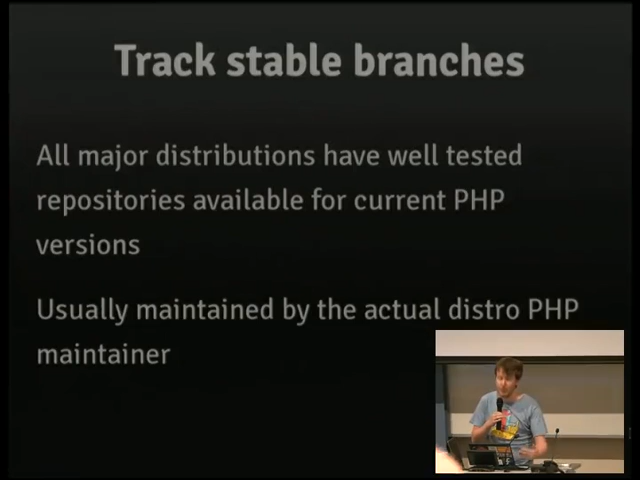 Track stable branches
All major distributions have well tested
repositories available for current PHP
versions
Usually maintained by the actual distro PHP
maintainer